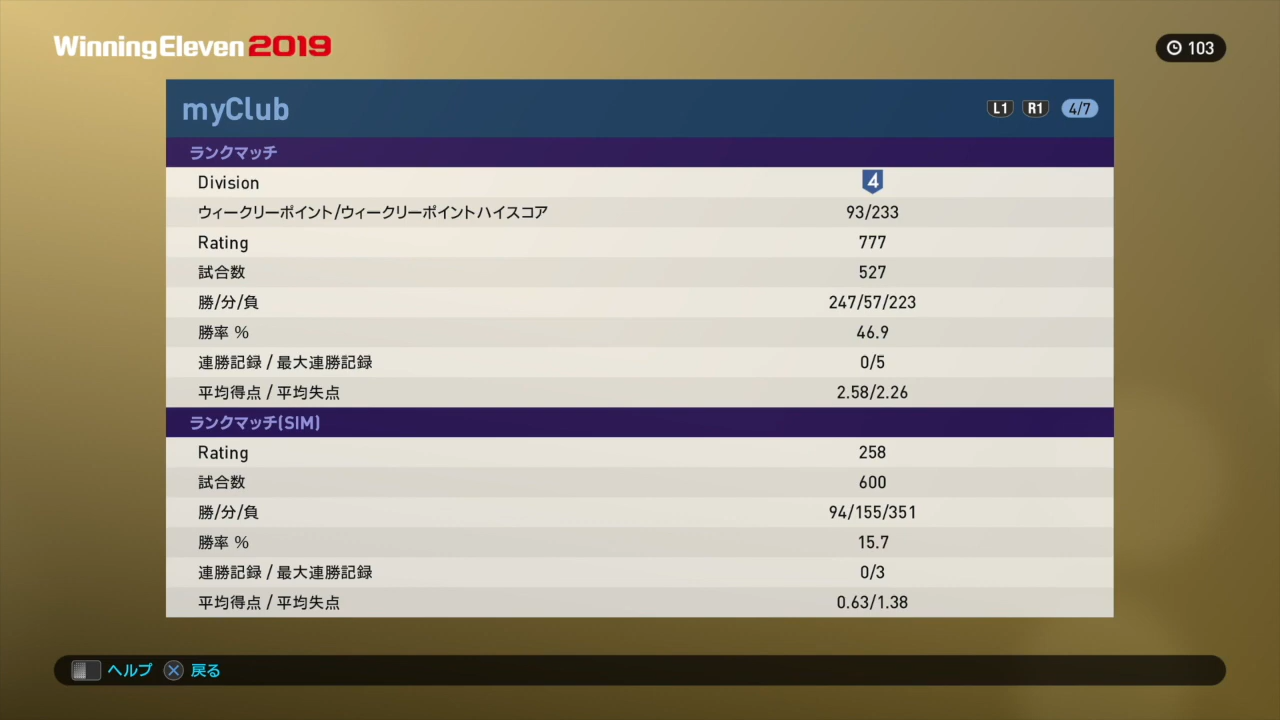 WinningEleven 2019
103
myClub
L1 R1 4/7
ランクマッチ
Division 4
ウィークリーポイント/ウィークリーポイントハイスコア 93/233
Rating 777
試合数 527
勝/分/負 247/57/223
勝率 % 46.9
連勝記録 / 最大連勝記録 0/5
平均得点 / 平均失点 2.58/2.26
ランクマッチ(SIM)
Rating 258
試合数 600
勝/分/負 94/155/351
勝率 % 15.7
連勝記録 / 最大連勝記録 0/3
平均得点 / 平均失点 0.63/1.38
ヘルプ 戻る